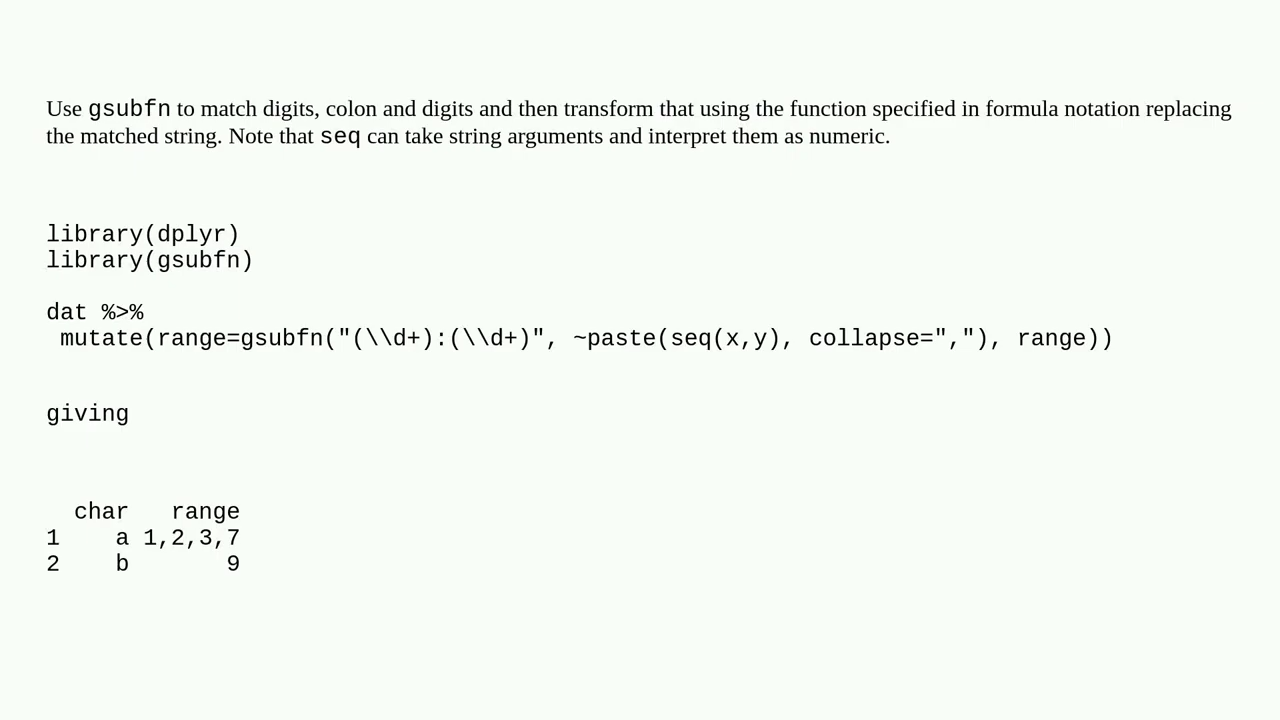 Use gsubfn to match digits, colon and digits and then transform that using the function specified in formula notation replacing
the matched string. Note that seq can take string arguments and interpret them as numeric.
library(dplyr)
library(gsubfn)
dat %>%
 mutate(range=gsubfn("(\\d+):(\\d+)", ~paste(seq(x,y), collapse=","), range))
giving
  char   range
1    a 1,2,3,7
2    b       9